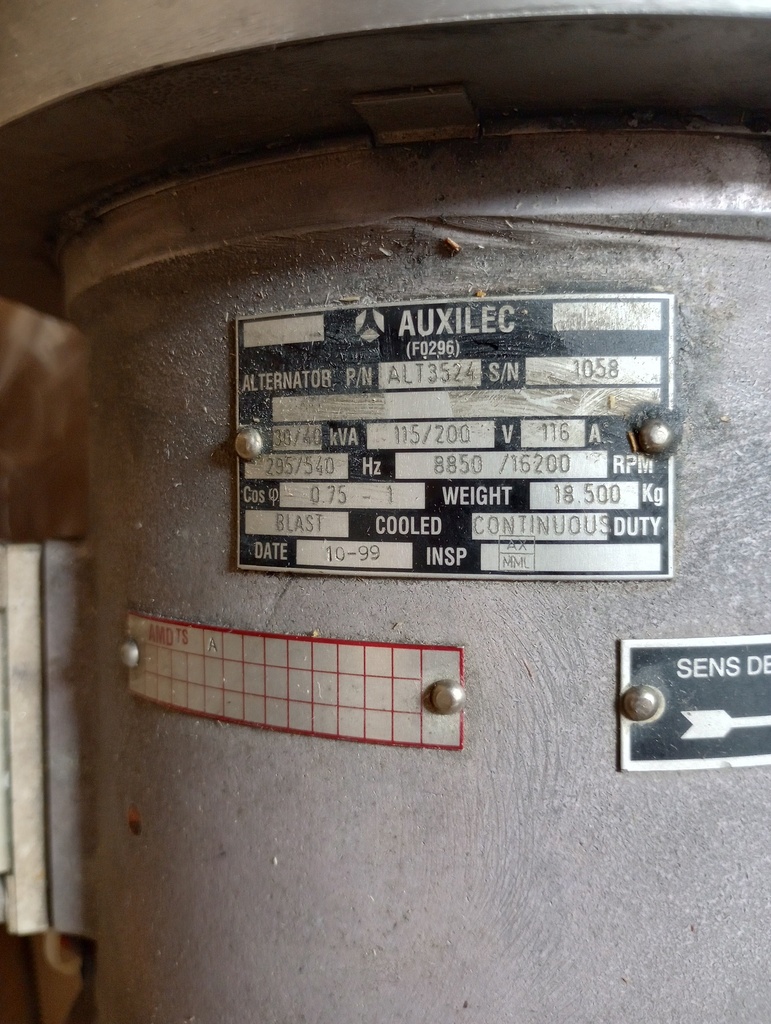 AUXILEC
(F0296)
ALTERNATOR P/N ALT3524 S/N 1058
30/40 kVA 115/200 V 116 A
295/540 Hz 8850 /16200 RPM
Cos φ 0.75 - 1 WEIGHT 18.500 Kg
BLAST COOLED CONTINUOUS DUTY
DATE 10-99 INSP AX MML
AMDTS A
SENS DE